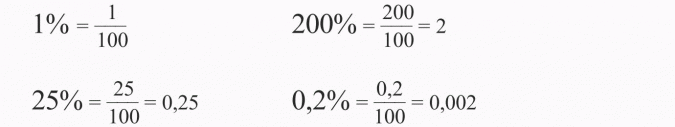 1% = 1/100
200% = 200/100 = 2
25% = 25/100 = 0,25
0,2% = 0,2/100 = 0,002